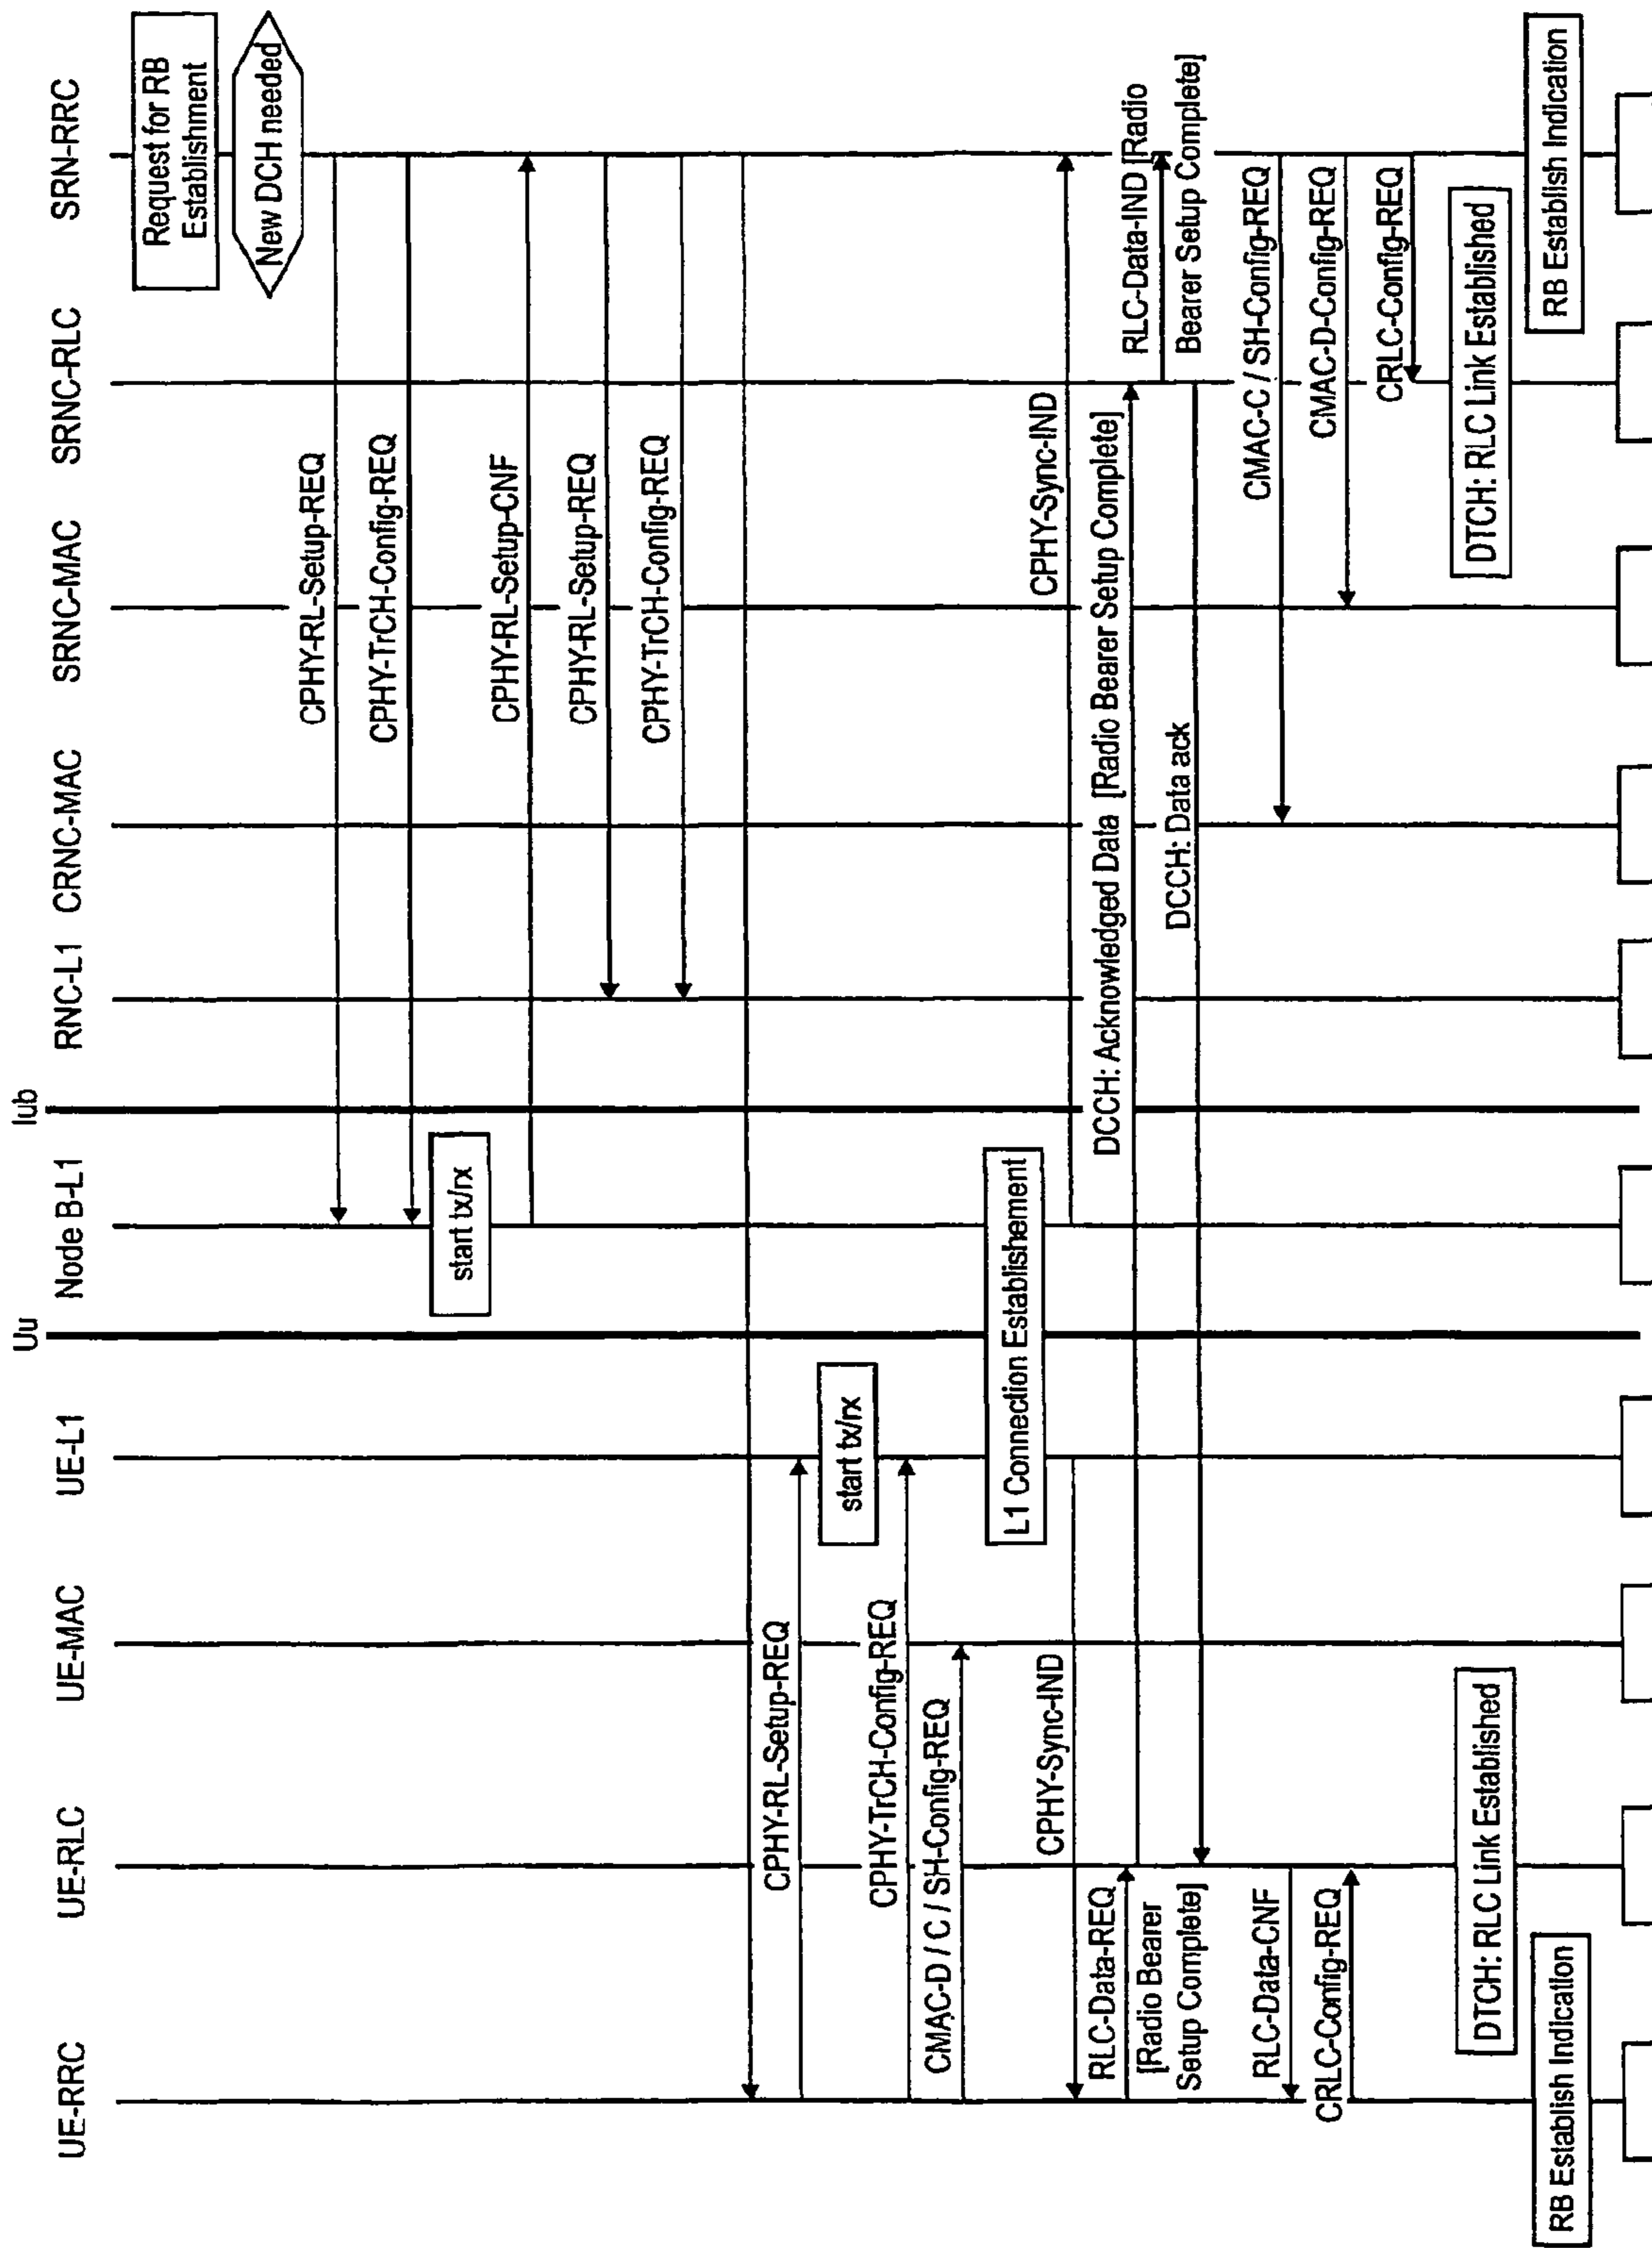 Uu
Iub
UE-RRC
UE-RLC
UE-MAC
UE-L1
Node B-L1
RNC-L1
CRNC-MAC
SRNC-MAC
SRNC-RLC
SRN-RRC
Request for RB
Establishment
New DCH needed
CPHY-RL-Setup-REQ
CPHY-TrCH-Config-REQ
start tx/rx
CPHY-RL-Setup-CNF
CPHY-RL-Setup-REQ
CPHY-TrCH-Config-REQ
CPHY-RL-Setup-REQ
start tx/rx
CPHY-TrCH-Config-REQ
CMAC-D / C / SH-Config-REQ
L1 Connection Establishement
CPHY-Sync-IND
CPHY-Sync-IND
RLC-Data-REQ
[Radio Bearer
Setup Complete]
DCCH: Acknowledged Data [Radio Bearer Setup Complete]
RLC-Data-IND [Radio
Bearer Setup Complete]
DCCH: Data ack
RLC-Data-CNF
CMAC-C / SH-Config-REQ
CRLC-Config-REQ
CMAC-D-Config-REQ
CRLC-Config-REQ
DTCH: RLC Link Established
DTCH: RLC Link Established
RB Establish Indication
RB Establish Indication